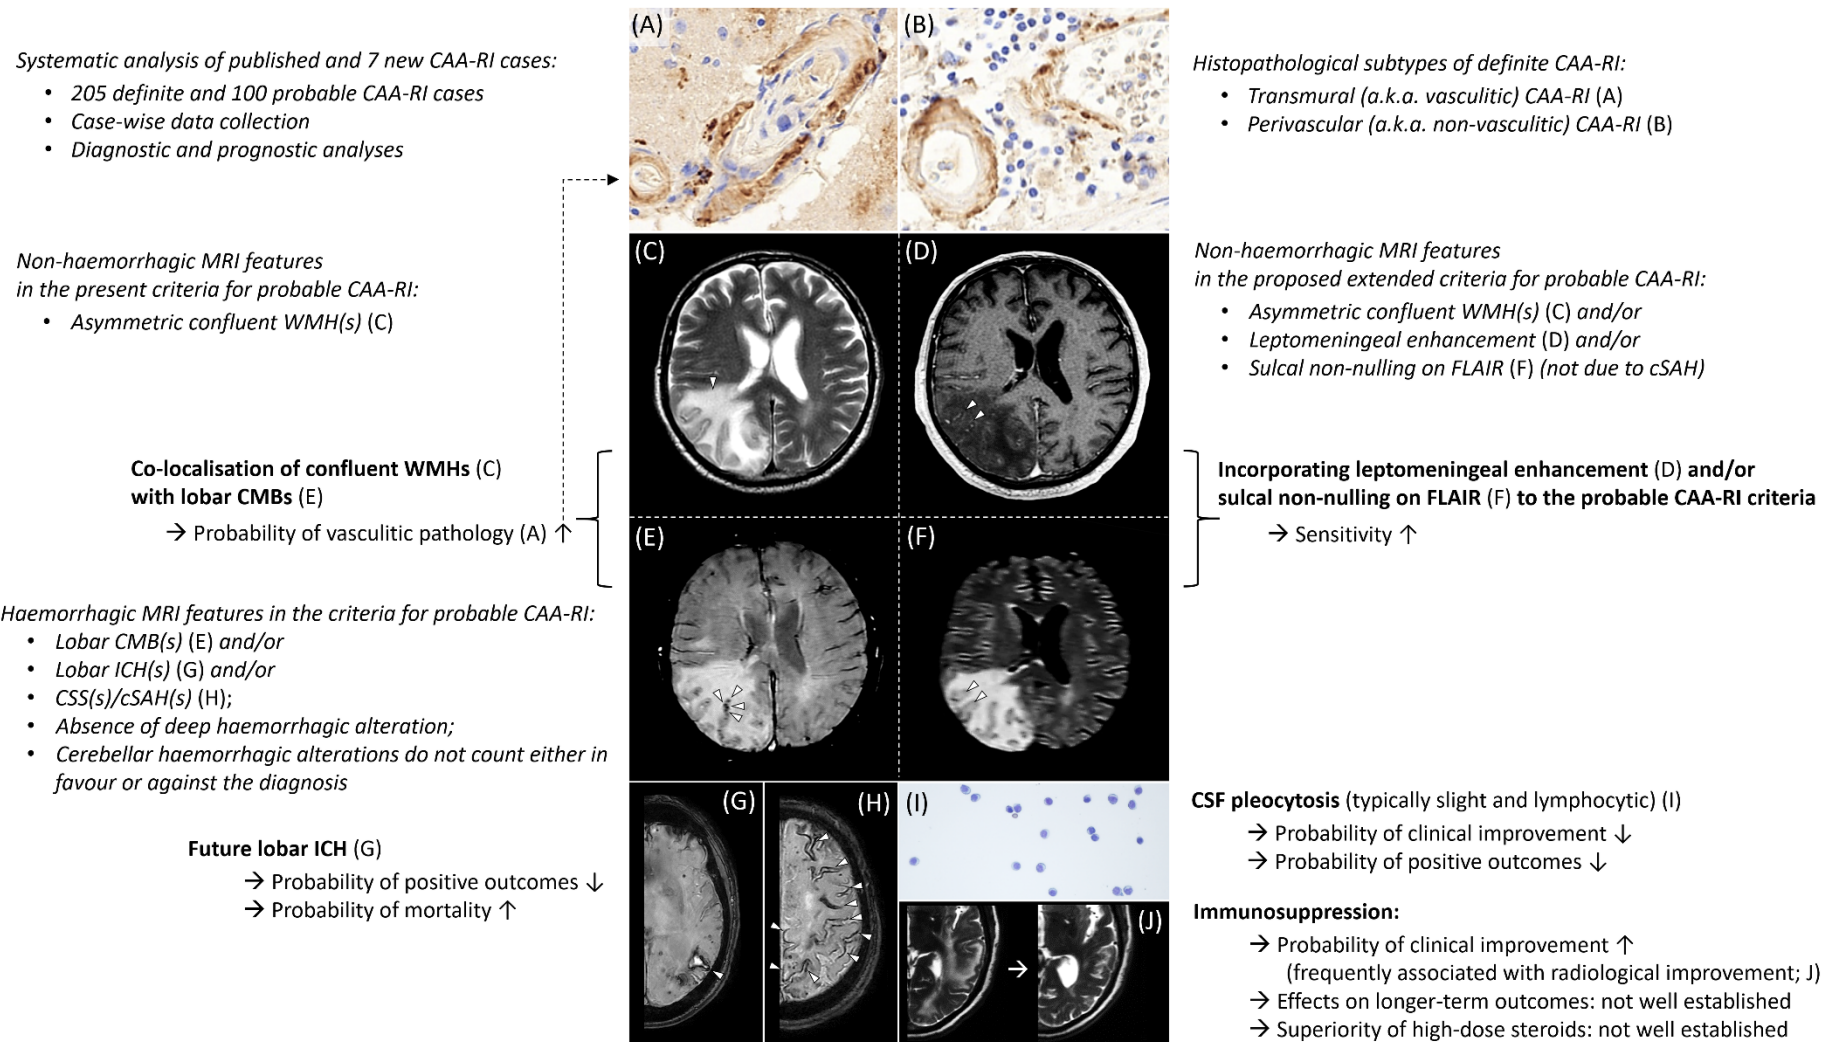 Systematic analysis of published and 7 new CAA-RI cases:
• 205 definite and 100 probable CAA-RI cases
• Case-wise data collection
• Diagnostic and prognostic analyses
Non-haemorrhagic MRI features
in the present criteria for probable CAA-RI:
• Asymmetric confluent WMH(s) (C)
Co-localisation of confluent WMHs (C)
with lobar CMBs (E)
→ Probability of vasculitic pathology (A) ↑
Haemorrhagic MRI features in the criteria for probable CAA-RI:
• Lobar CMB(s) (E) and/or
• Lobar ICH(s) (G) and/or
• CSS(s)/cSAH(s) (H);
• Absence of deep haemorrhagic alteration;
• Cerebellar haemorrhagic alterations do not count either in
favour or against the diagnosis
Future lobar ICH (G)
→ Probability of positive outcomes ↓
→ Probability of mortality ↑
(A)
(B)
(C)
(D)
(E)
(F)
(G)
(H)
(I)
(J)
→
Histopathological subtypes of definite CAA-RI:
• Transmural (a.k.a. vasculitic) CAA-RI (A)
• Perivascular (a.k.a. non-vasculitic) CAA-RI (B)
Non-haemorrhagic MRI features
in the proposed extended criteria for probable CAA-RI:
• Asymmetric confluent WMH(s) (C) and/or
• Leptomeningeal enhancement (D) and/or
• Sulcal non-nulling on FLAIR (F) (not due to cSAH)
Incorporating leptomeningeal enhancement (D) and/or
sulcal non-nulling on FLAIR (F) to the probable CAA-RI criteria
→ Sensitivity ↑
CSF pleocytosis (typically slight and lymphocytic) (I)
→ Probability of clinical improvement ↓
→ Probability of positive outcomes ↓
Immunosuppression:
→ Probability of clinical improvement ↑
(frequently associated with radiological improvement; J)
→ Effects on longer-term outcomes: not well established
→ Superiority of high-dose steroids: not well established